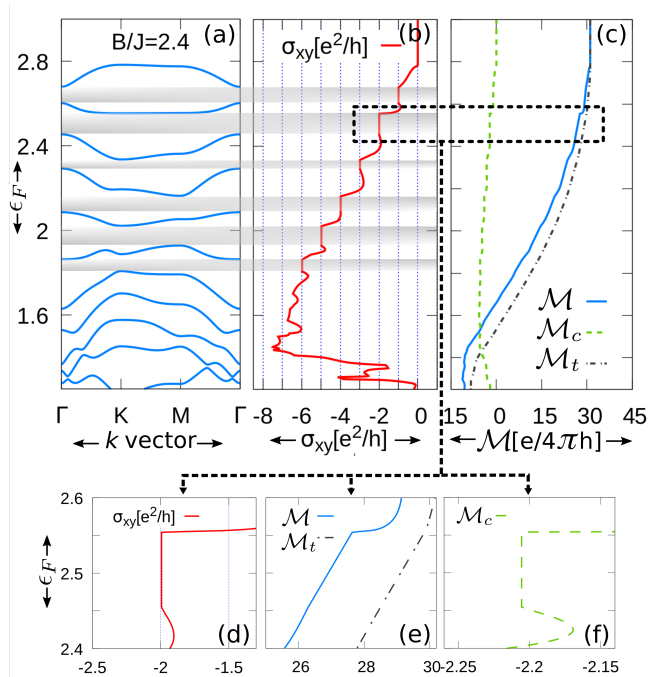 B/J=2.4 (a)
σxy[e²/h] (b)
(c)
2.8
2.4
2
1.6
ϵF
ℳ
ℳc
ℳt
Γ K M Γ
-8 -6 -4 -2 0
15 0 15 30 45
k vector
σxy[e²/h]
ℳ[e/4πh]
2.6
2.5
2.4
ϵF
σxy[e²/h]
(d)
-2.5 -2 -1.5
ℳ
ℳt
(e)
26 28 30
ℳc
(f)
-2.25 -2.2 -2.15